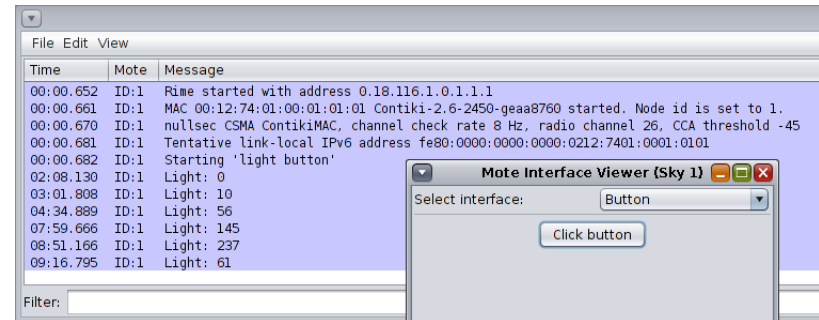 File Edit View
Time Mote Message
00:00.652 ID:1 Rime started with address 0.18.116.1.0.1.1.1
00:00.661 ID:1 MAC 00:12:74:01:00:01:01:01 Contiki-2.6-2450-geaa8760 started. Node id is set to 1.
00:00.670 ID:1 nullsec CSMA ContikiMAC, channel check rate 8 Hz, radio channel 26, CCA threshold -45
00:00.681 ID:1 Tentative link-local IPv6 address fe80:0000:0000:0000:0212:7401:0001:0101
00:00.682 ID:1 Starting 'light button'
02:08.130 ID:1 Light: 0
03:01.808 ID:1 Light: 10
04:34.889 ID:1 Light: 56
07:59.666 ID:1 Light: 145
08:51.166 ID:1 Light: 237
09:16.795 ID:1 Light: 61
Filter:
Mote Interface Viewer (Sky 1)
Select interface: Button
Click button